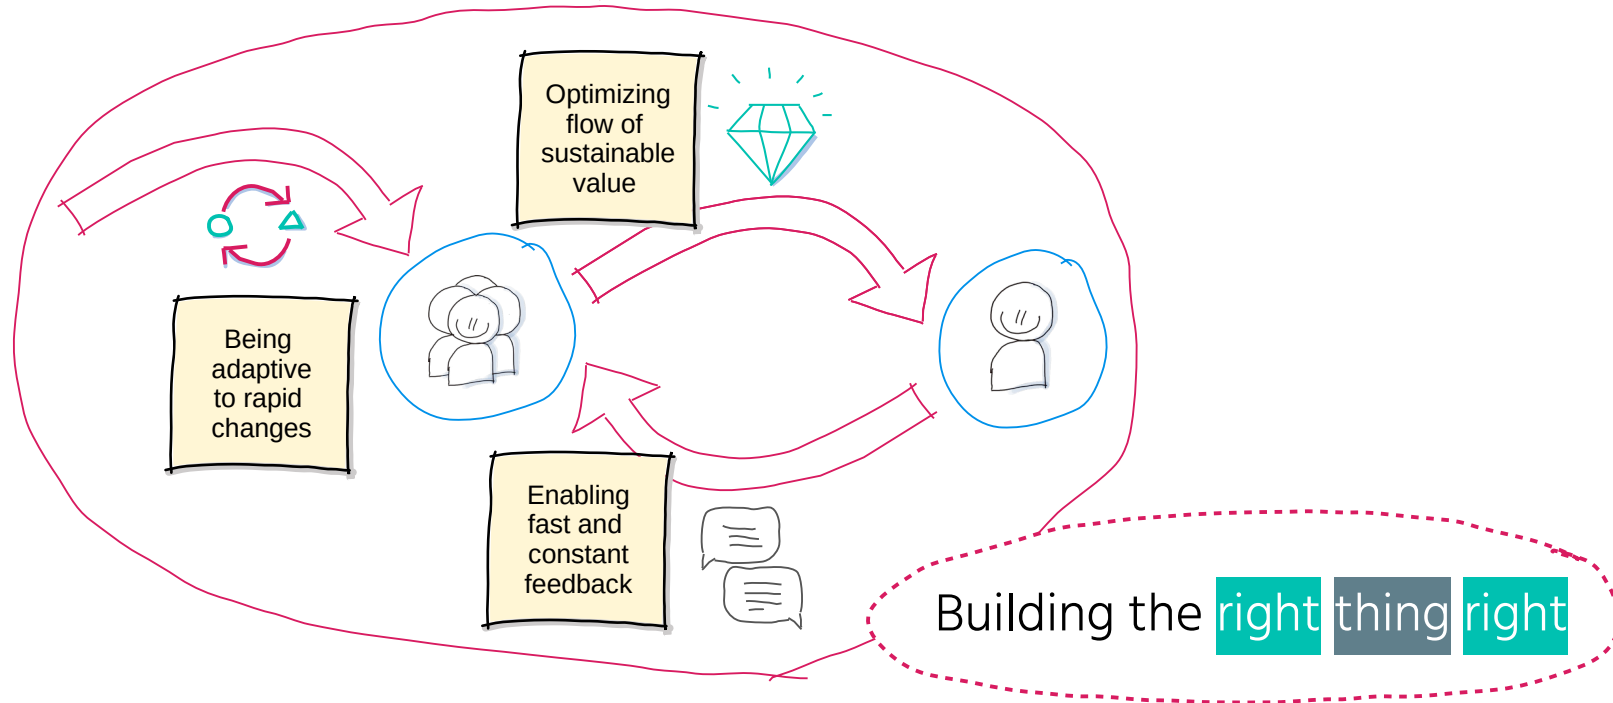 Optimizing
flow of
sustainable
value
Being
adaptive
to rapid
changes
Enabling
fast and
constant
feedback
Building the right thing right